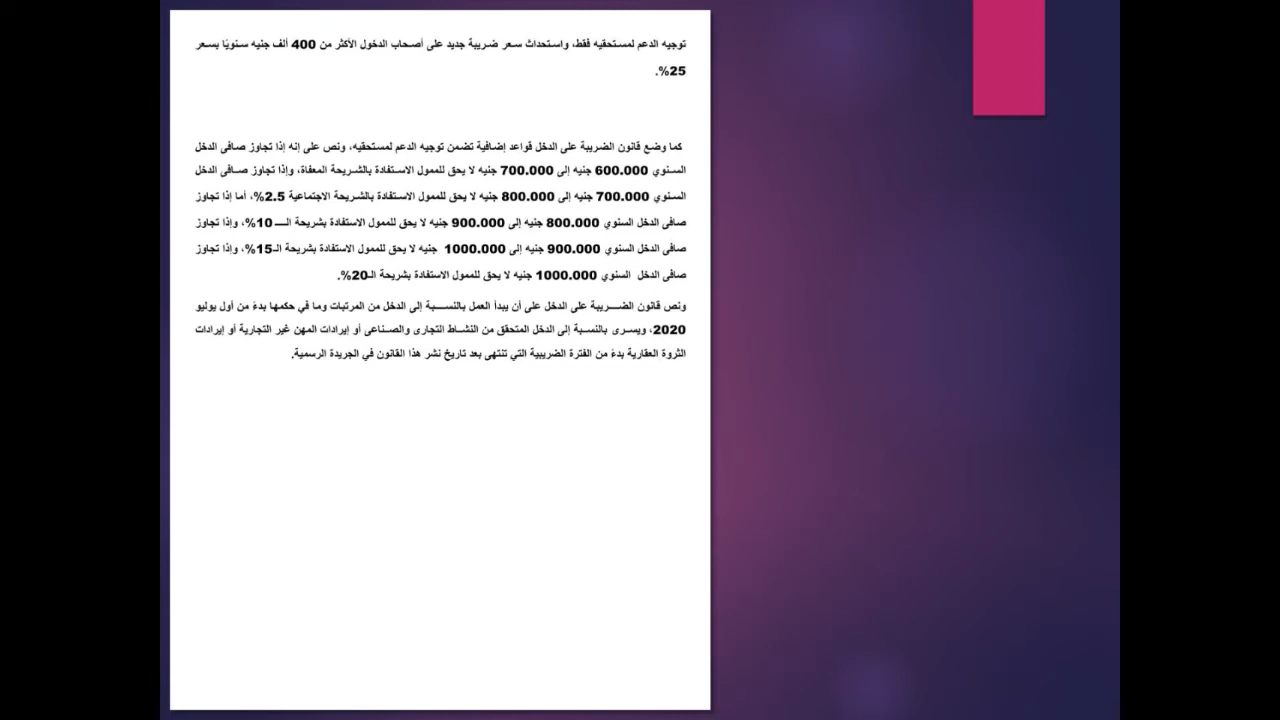 توجيه الدعم لمستحقيه فقط، واستحداث سعر ضريبة جديد على أصحاب الدخول الأكثر من 400 ألف جنيه سنويًا بسعر
25%.
كما وضع قانون الضريبة على الدخل قواعد إضافية تضمن توجيه الدعم لمستحقيه، ونص على إنه إذا تجاوز صافى الدخل
السنوي 600.000 جنيه إلى 700.000 جنيه لا يحق للممول الاستفادة بالشريحة المعفاة، وإذا تجاوز صافى الدخل
السنوي 700.000 جنيه إلى 800.000 جنيه لا يحق للممول الاستفادة بالشريحة الاجتماعية 2.5%، أما إذا تجاوز
صافى الدخل السنوي 800.000 جنيه إلى 900.000 جنيه لا يحق للممول الاستفادة بشريحة الـــ 10%، وإذا تجاوز
صافى الدخل السنوي 900.000 جنيه إلى 1000.000 جنيه لا يحق للممول الاستفادة بشريحة الـ15%، وإذا تجاوز
صافى الدخل السنوي 1000.000 جنيه لا يحق للممول الاستفادة بشريحة الـ20%.
ونص قانون الضريبة على الدخل على أن يبدأ العمل بالنسبة إلى الدخل من المرتبات وما في حكمها بدءَ من أول يوليو
2020، ويسرى بالنسبة إلى الدخل المتحقق من النشاط التجارى والصناعى أو إيرادات المهن غير التجارية أو إيرادات
الثروة العقارية بدءَ من الفترة الضريبية التي تنتهى بعد تاريخ نشر هذا القانون في الجريدة الرسمية.